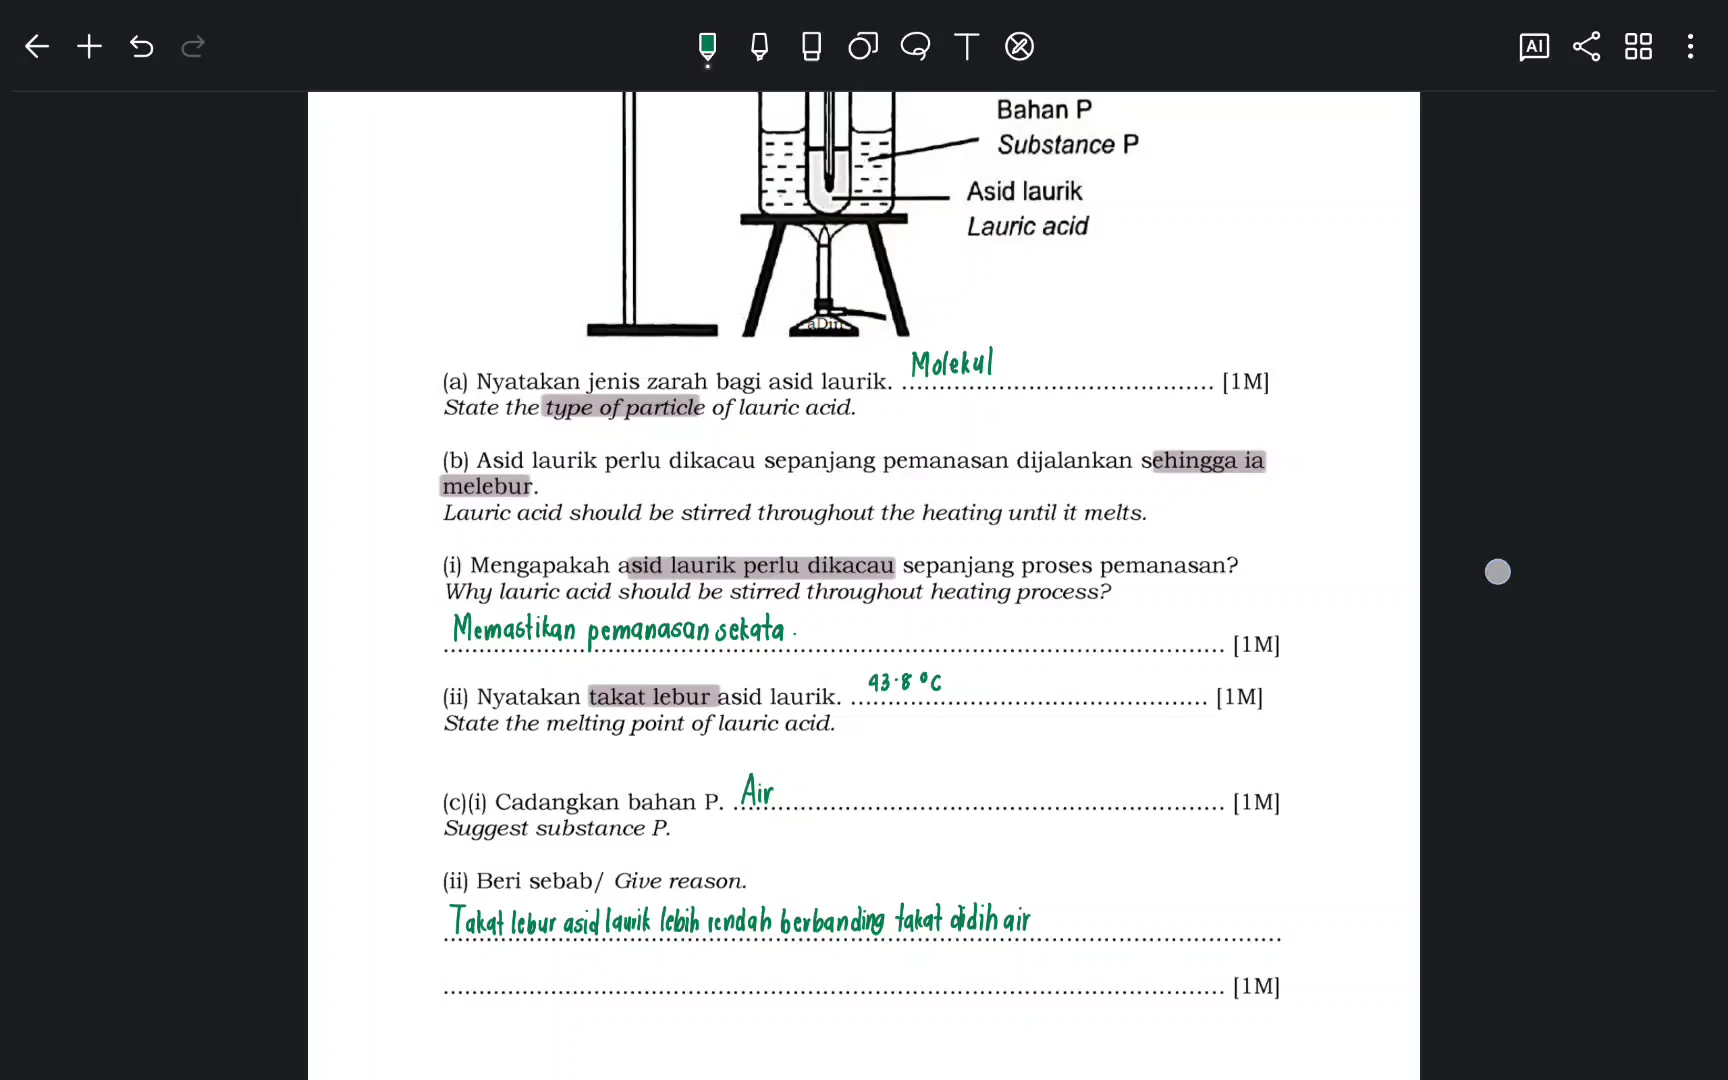 AI
Bahan P
Substance P
Asid laurik
Lauric acid
aDin
Molekul
(a) Nyatakan jenis zarah bagi asid laurik. ........................................ [1M]
State the type of particle of lauric acid.
(b) Asid laurik perlu dikacau sepanjang pemanasan dijalankan sehingga ia
melebur.
Lauric acid should be stirred throughout the heating until it melts.
(i) Mengapakah asid laurik perlu dikacau sepanjang proses pemanasan?
Why lauric acid should be stirred throughout heating process?
Memastikan pemanasan sekata.
........................................ [1M]
43.8 °C
(ii) Nyatakan takat lebur asid laurik. ........................................ [1M]
State the melting point of lauric acid.
(c)(i) Cadangkan bahan P. Air ........................................ [1M]
Suggest substance P.
(ii) Beri sebab/ Give reason.
Takat lebur asid laurik lebih rendah berbanding takat didih air
........................................
........................................ [1M]